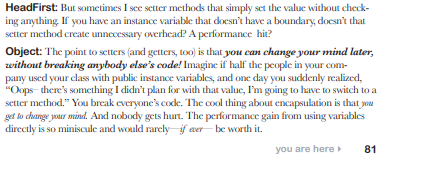 HeadFirst: But sometimes I see setter methods that simply set the value without check-
ing anything. If you have an instance variable that doesn't have a boundary, doesn't that
setter method create unnecessary overhead? A performance hit?
Object: The point to setters (and getters, too) is that you can change your mind later,
without breaking anybody else's code! Imagine if half the people in your com-
pany used your class with public instance variables, and one day you suddenly realized,
"Oops- there's something I didn't plan for with that value, I'm going to have to switch to a
setter method." You break everyone's code. The cool thing about encapsulation is that you
get to change your mind. And nobody gets hurt. The performance gain from using variables
directly is so miniscule and would rarely—if ever— be worth it.
you are here ▸ 81